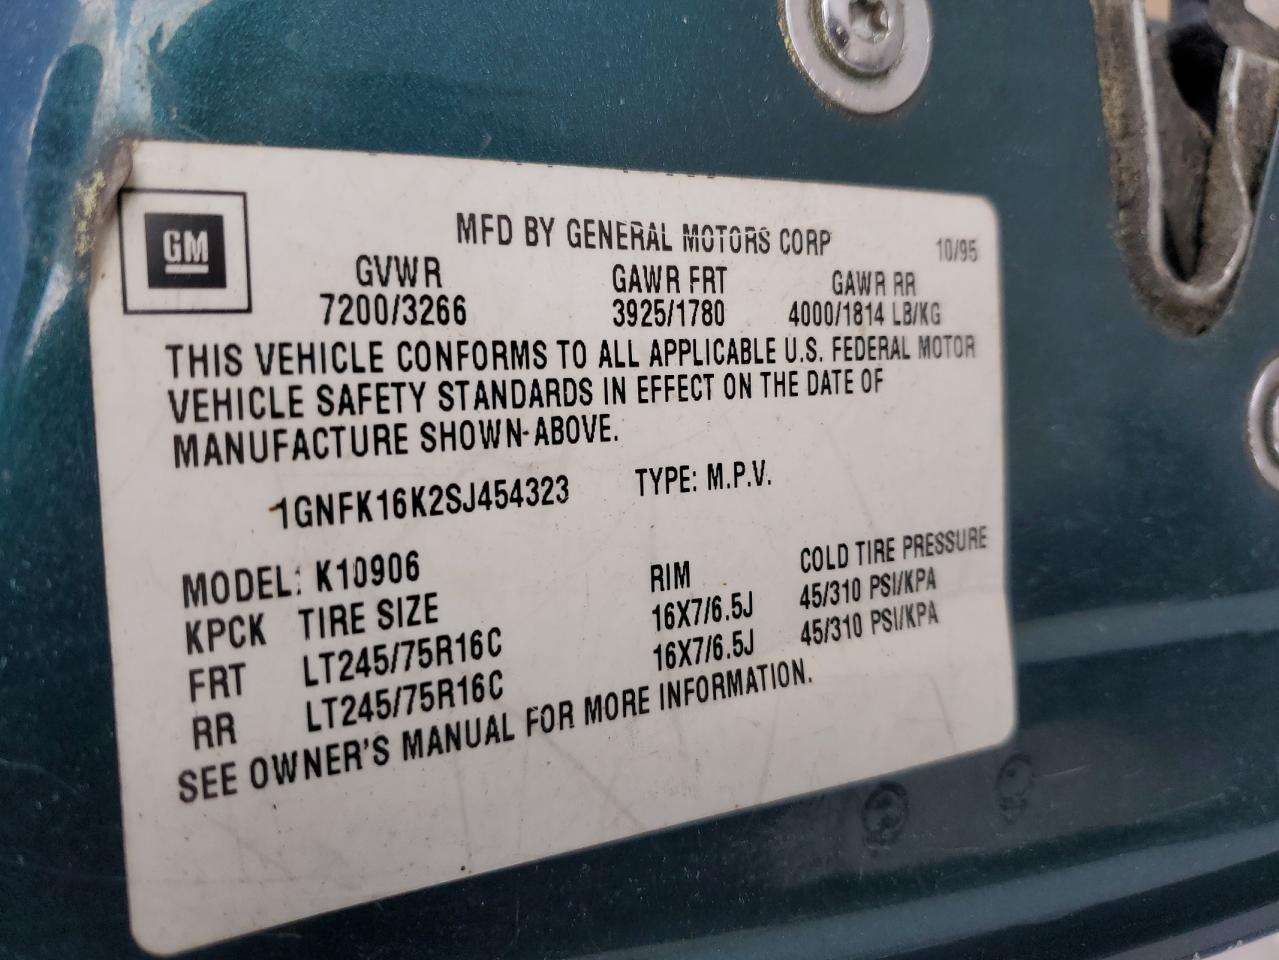 GM
MFD BY GENERAL MOTORS CORP 10/95
GVWR GAWR FRT GAWR RR
7200/3266 3925/1780 4000/1814 LB/KG
THIS VEHICLE CONFORMS TO ALL APPLICABLE U.S. FEDERAL MOTOR
VEHICLE SAFETY STANDARDS IN EFFECT ON THE DATE OF
MANUFACTURE SHOWN-ABOVE.
1GNFK16K2SJ454323 TYPE: M.P.V.
MODEL: K10906
KPCK TIRE SIZE RIM COLD TIRE PRESSURE
FRT LT245/75R16C 16X7/6.5J 45/310 PSI/KPA
RR LT245/75R16C 16X7/6.5J 45/310 PSI/KPA
SEE OWNER'S MANUAL FOR MORE INFORMATION.